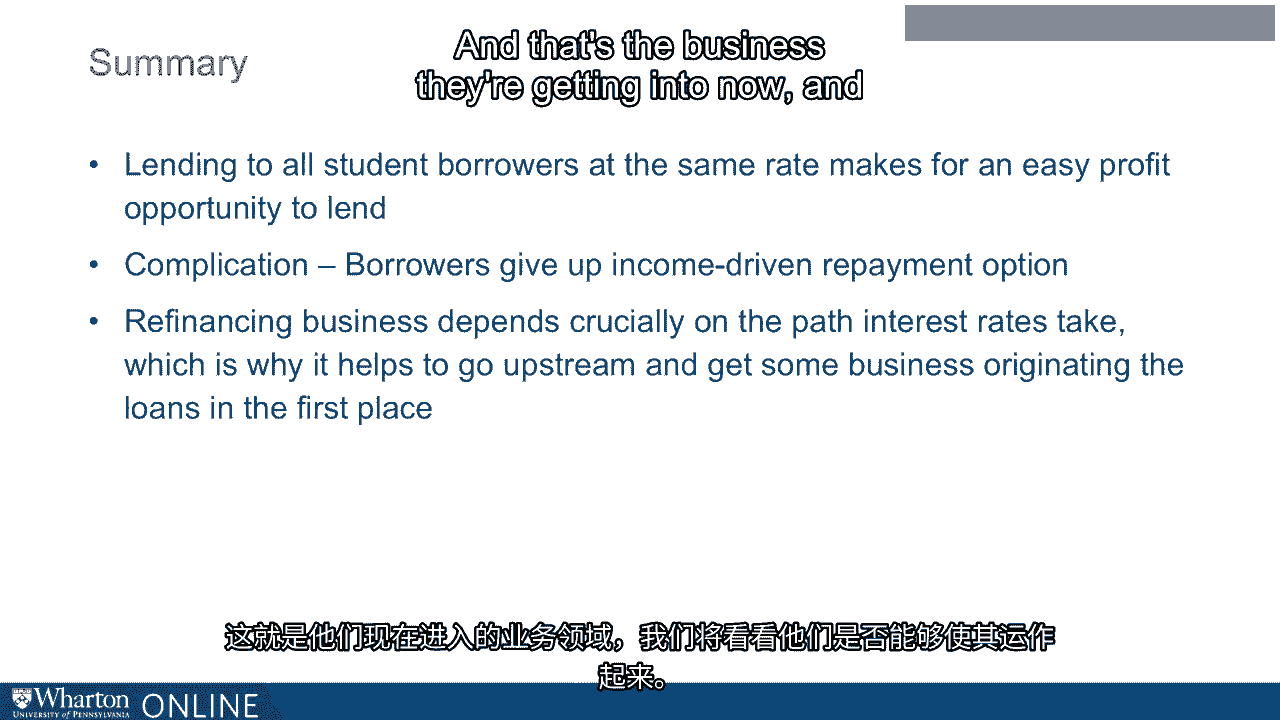 And that's the business
they're getting into now, and
Summary
• Lending to all student borrowers at the same rate makes for an easy profit
opportunity to lend
• Complication – Borrowers give up income-driven repayment option
• Refinancing business depends crucially on the path interest rates take,
which is why it helps to go upstream and get some business originating the
loans in the first place
这就是他们现在进入的业务领域，我们将看看他们是否能够使其运作
起来。
Wharton ONLINE
UNIVERSITY of PENNSYLVANIA